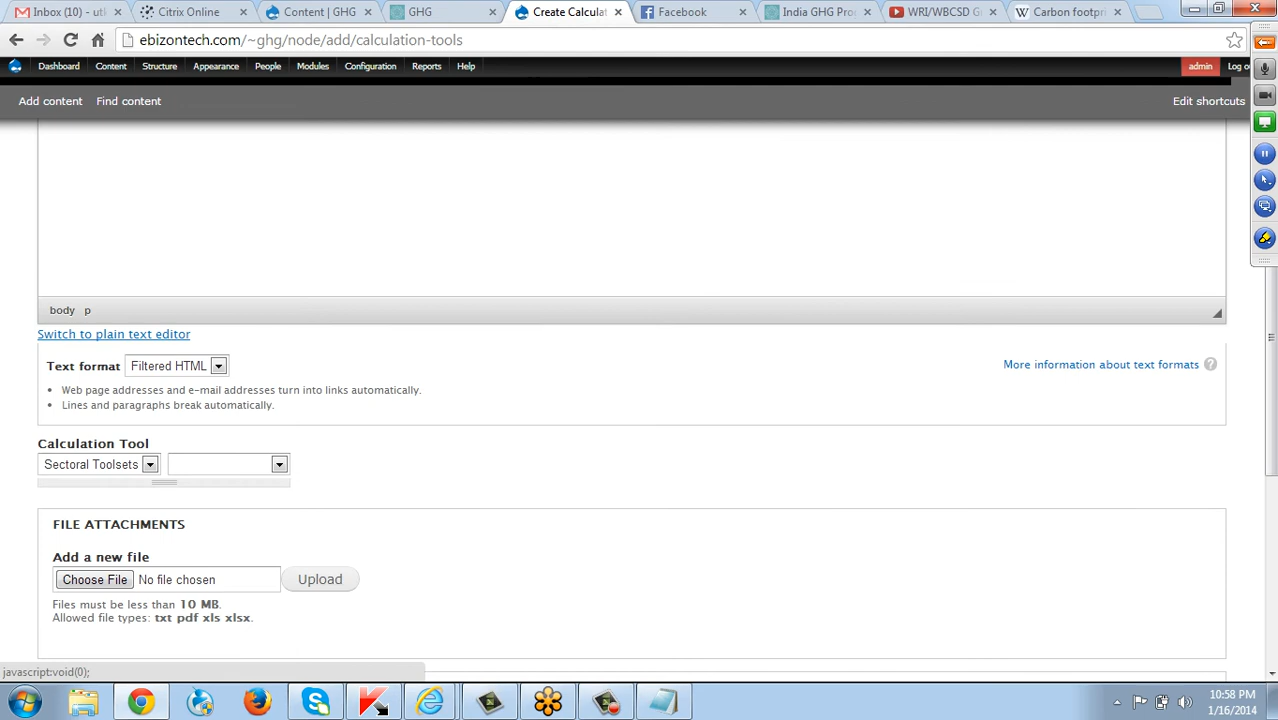 Inbox (10) - utl
Citrix Online
Content | GHG
GHG
Create Calculat
Facebook
India GHG Pro
WRI/WBCSD G
Carbon footpri
ebizontech.com/~ghg/node/add/calculation-tools
Dashboard Content Structure Appearance People Modules Configuration Reports Help admin Log o
Add content Find content Edit shortcuts
body p
Switch to plain text editor
Text format Filtered HTML More information about text formats ?
Web page addresses and e-mail addresses turn into links automatically.
Lines and paragraphs break automatically.
Calculation Tool
Sectoral Toolsets
FILE ATTACHMENTS
Add a new file
Choose File No file chosen Upload
Files must be less than 10 MB.
Allowed file types: txt pdf xls xlsx.
javascript:void(0);
10:58 PM
1/16/2014